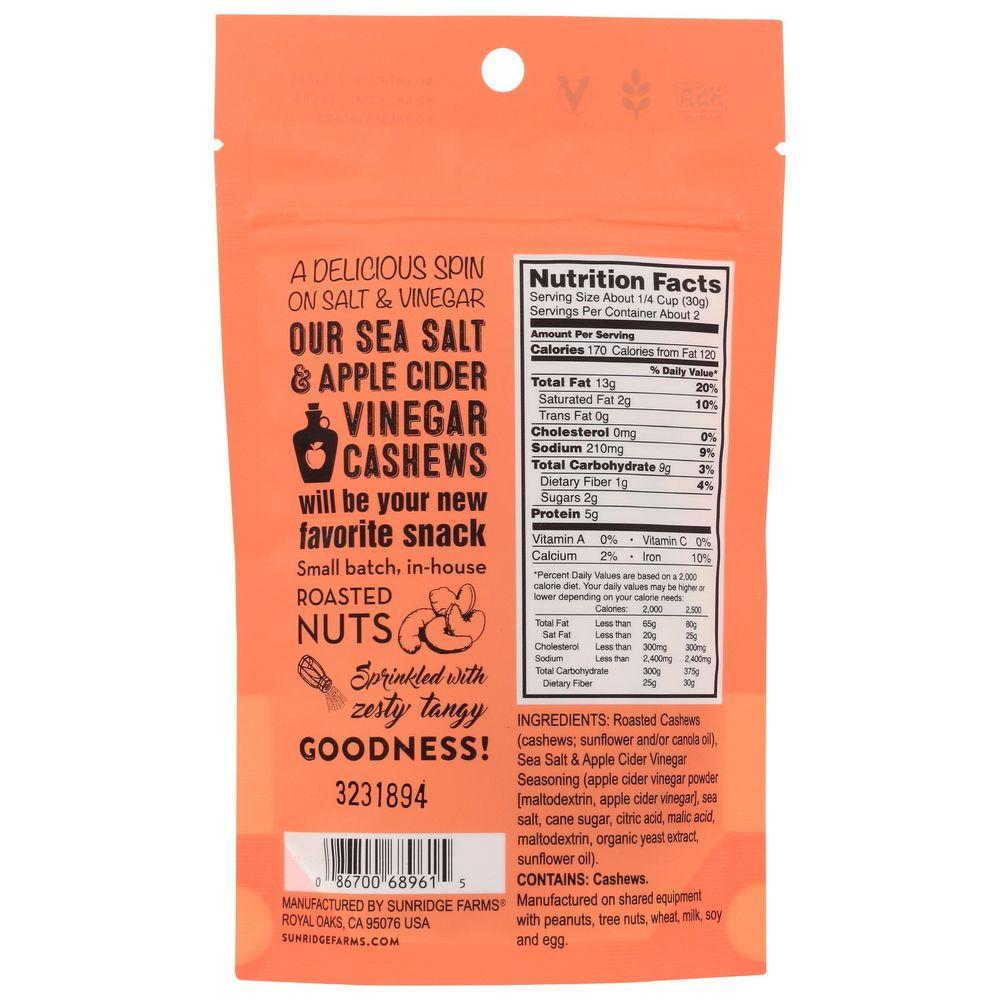 A DELICIOUS SPIN
ON SALT & VINEGAR
OUR SEA SALT
& APPLE CIDER
VINEGAR
CASHEWS
will be your new
favorite snack
Small batch, in-house
ROASTED
NUTS
Sprinkled with
zesty tangy
GOODNESS!
3231894
0 86700 68961 5
MANUFACTURED BY SUNRIDGE FARMS®
ROYAL OAKS, CA 95076 USA
SUNRIDGEFARMS.COM
Nutrition Facts
Serving Size About 1/4 Cup (30g)
Servings Per Container About 2
Amount Per Serving
Calories 170 Calories from Fat 120
% Daily Value*
Total Fat 13g 20%
Saturated Fat 2g 10%
Trans Fat 0g
Cholesterol 0mg 0%
Sodium 210mg 9%
Total Carbohydrate 9g 3%
Dietary Fiber 1g 4%
Sugars 2g
Protein 5g
Vitamin A 0% • Vitamin C 0%
Calcium 2% • Iron 10%
*Percent Daily Values are based on a 2,000
calorie diet. Your daily values may be higher or
lower depending on your calorie needs:
Calories: 2,000 2,500
Total Fat Less than 65g 80g
Sat Fat Less than 20g 25g
Cholesterol Less than 300mg 300mg
Sodium Less than 2,400mg 2,400mg
Total Carbohydrate 300g 375g
Dietary Fiber 25g 30g
INGREDIENTS: Roasted Cashews
(cashews; sunflower and/or canola oil),
Sea Salt & Apple Cider Vinegar
Seasoning (apple cider vinegar powder
[maltodextrin, apple cider vinegar], sea
salt, cane sugar, citric acid, malic acid,
maltodextrin, organic yeast extract,
sunflower oil).
CONTAINS: Cashews.
Manufactured on shared equipment
with peanuts, tree nuts, wheat, milk, soy
and egg.